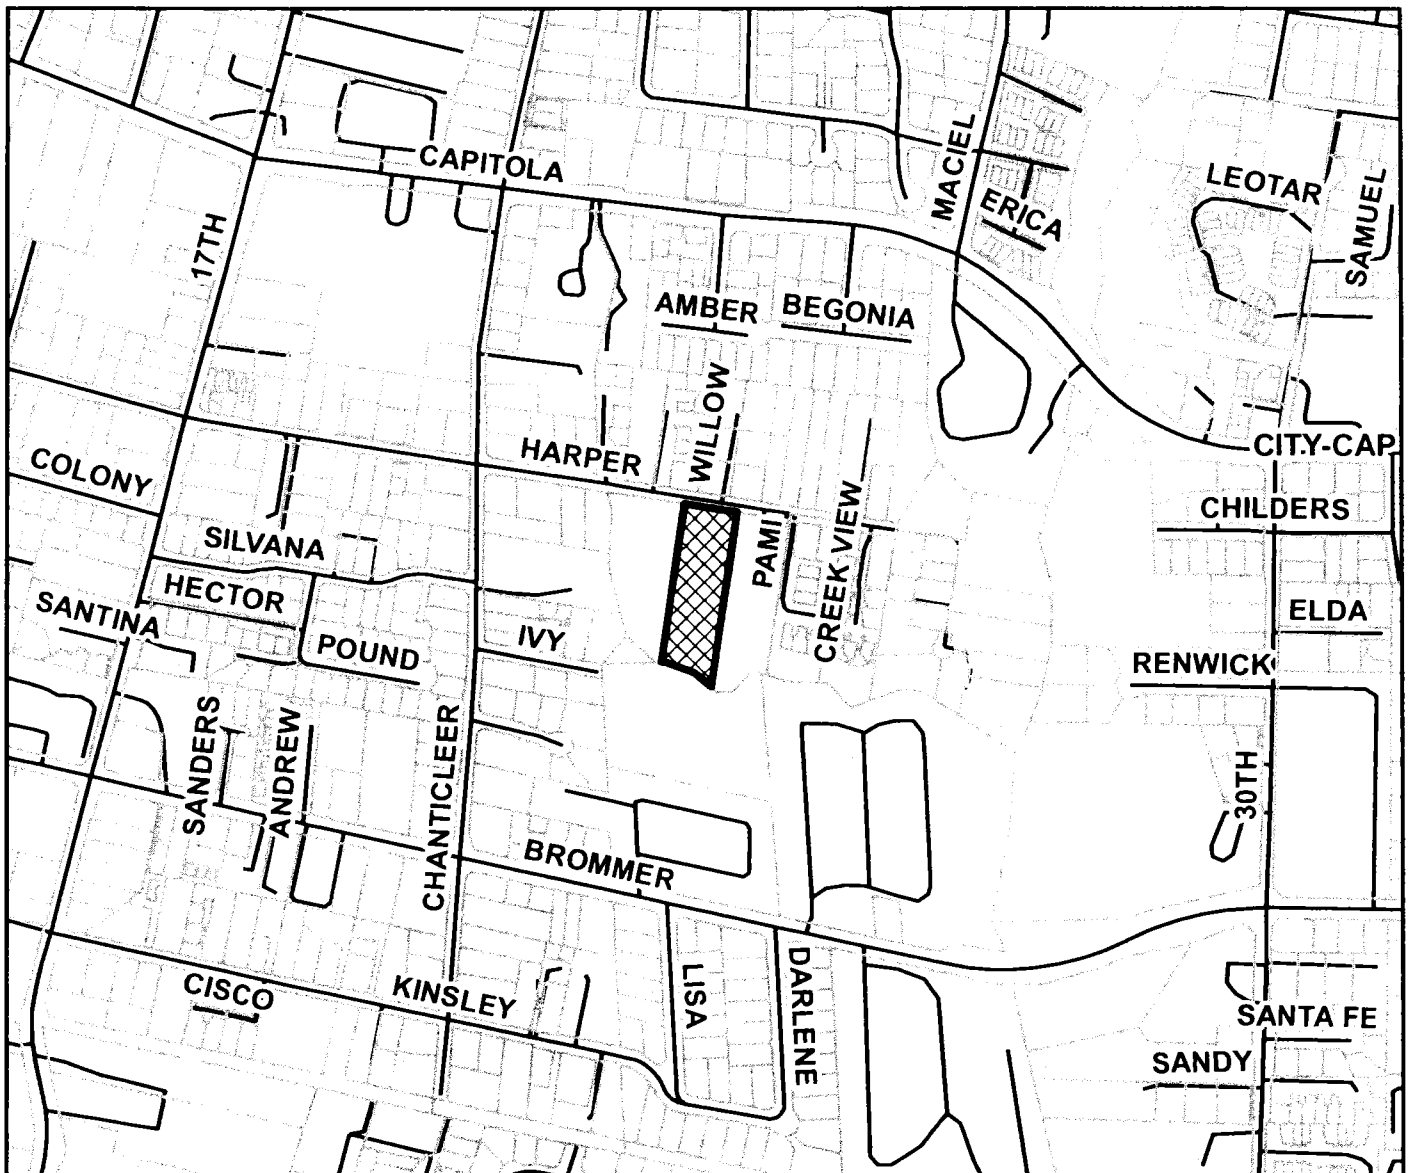 CAPITOLA
MACIEL
LEOTAR
SAMUEL
ERICA
17TH
AMBER
BEGONIA
WILLOW
HARPER
CITY-CAP
COLONY
CHILDERS
SILVANA
PAMI
CREEK VIEW
HECTOR
SANTINA
ELDA
POUND
IVY
RENWICK
SANDERS
ANDREW
CHANTICLEER
30TH
BROMMER
CISCO
KINSLEY
LISA
DARLENE
SANTA FE
SANDY